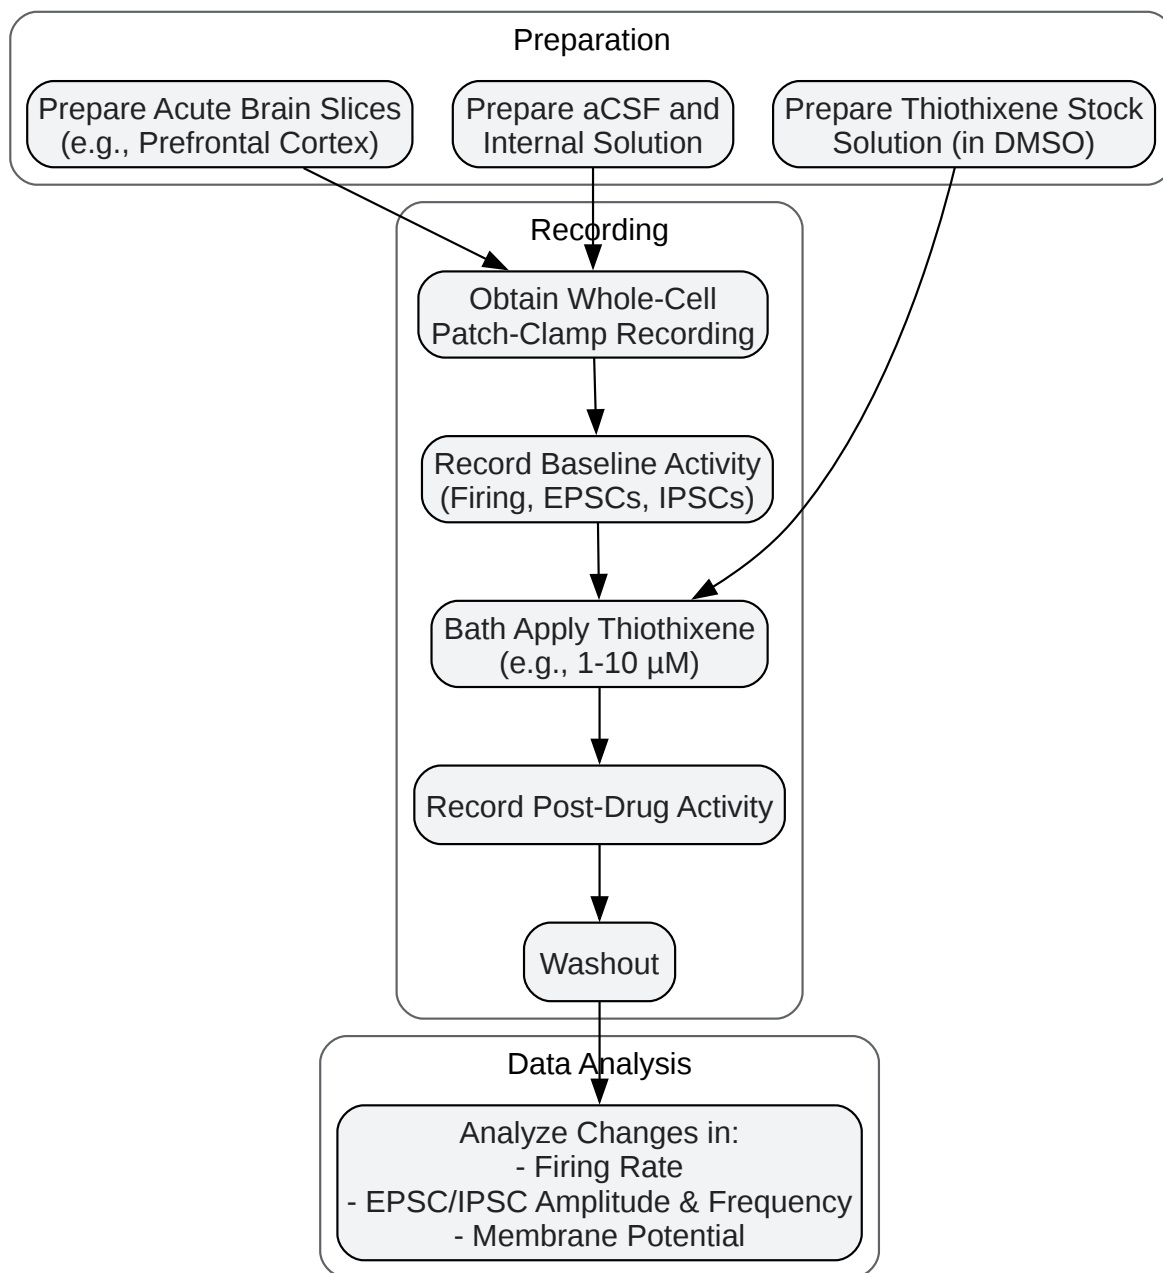 Preparation
Prepare Acute Brain Slices
(e.g., Prefrontal Cortex)
Prepare aCSF and
Internal Solution
Prepare Thiothixene Stock
Solution (in DMSO)
Recording
Obtain Whole-Cell
Patch-Clamp Recording
Record Baseline Activity
(Firing, EPSCs, IPSCs)
Bath Apply Thiothixene
(e.g., 1-10 µM)
Record Post-Drug Activity
Washout
Data Analysis
Analyze Changes in:
- Firing Rate
- EPSC/IPSC Amplitude & Frequency
- Membrane Potential